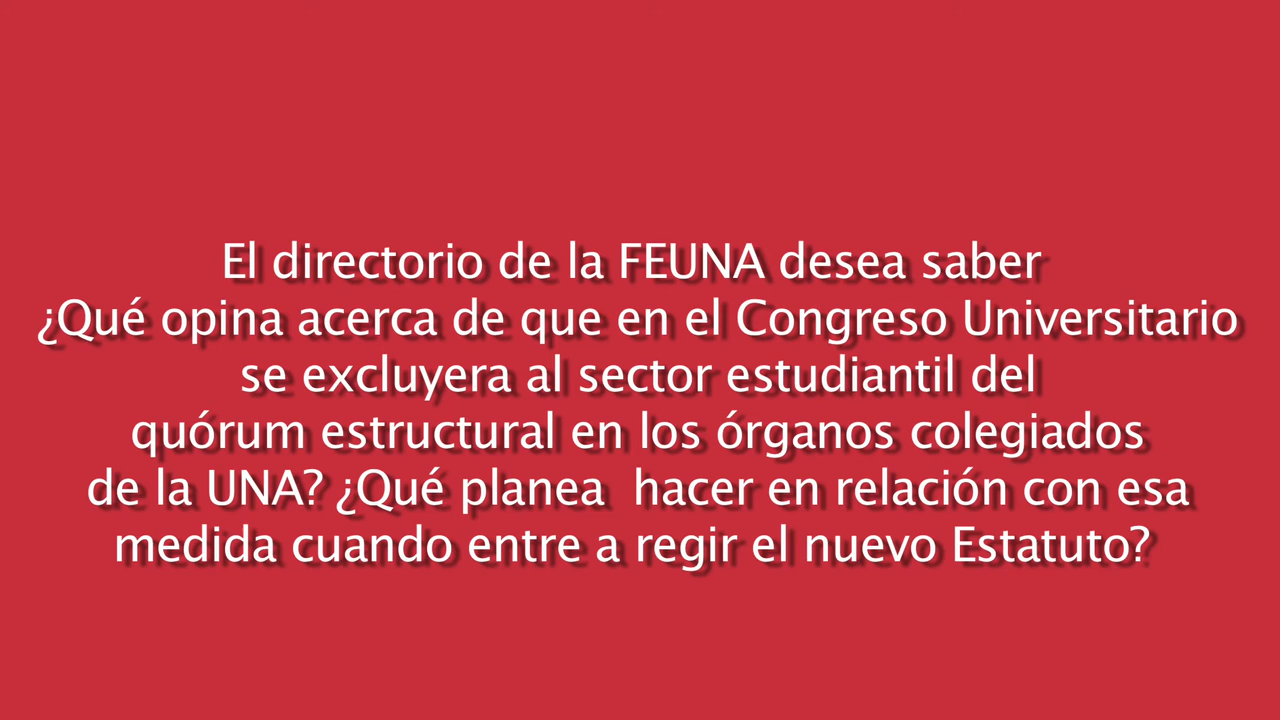 El directorio de la FEUNA desea saber
¿Qué opina acerca de que en el Congreso Universitario
se excluyera al sector estudiantil del
quórum estructural en los órganos colegiados
de la UNA? ¿Qué planea  hacer en relación con esa
medida cuando entre a regir el nuevo Estatuto?